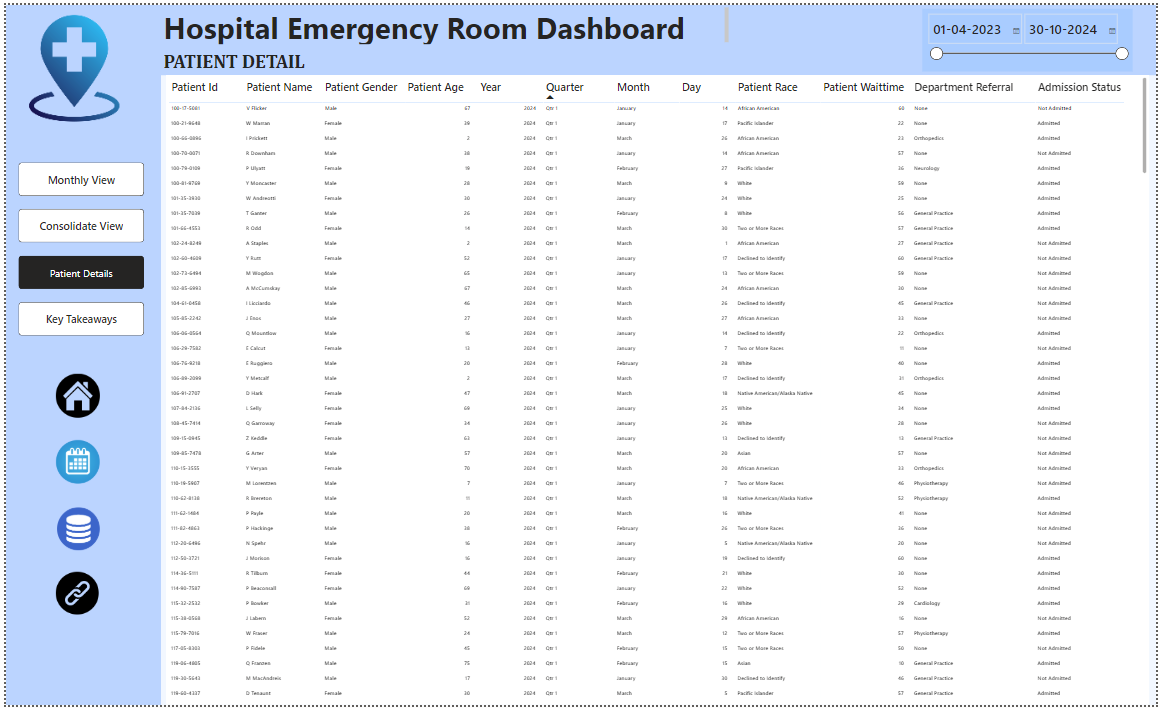 Hospital Emergency Room Dashboard
PATIENT DETAIL
01-04-2023 30-10-2024
Monthly View
Consolidate View
Patient Details
Key Takeaways
Patient Id Patient Name Patient Gender Patient Age Year Quarter Month Day Patient Race Patient Waittime Department Referral Admission Status
100-17-5001 V Flicker Male 67 2024 Qtr 1 January 14 African American 60 None Not Admitted
100-21-8648 W Marran Female 39 2024 Qtr 1 January 17 Pacific Islander 22 None Admitted
100-66-0886 I Prickett Male 2 2024 Qtr 1 March 26 African American 23 Orthopedics Admitted
100-70-0071 R Downham Male 38 2024 Qtr 1 January 14 African American 57 None Not Admitted
100-79-0109 P Ulyatt Female 19 2024 Qtr 1 February 27 Pacific Islander 36 Neurology Admitted
100-81-9769 Y Moncaster Male 28 2024 Qtr 1 March 9 White 59 None Not Admitted
101-35-3930 W Andreotti Female 30 2024 Qtr 1 January 24 White 25 None Admitted
101-35-7039 T Ganter Male 26 2024 Qtr 1 February 8 White 56 General Practice Admitted
101-66-4553 R Odd Female 14 2024 Qtr 1 March 30 Two or More Races 57 General Practice Admitted
102-24-8249 A Staples Male 2 2024 Qtr 1 March 1 African American 27 General Practice Not Admitted
102-60-4609 Y Rutt Female 52 2024 Qtr 1 January 17 Declined to Identify 60 General Practice Not Admitted
102-73-6494 M Wogdon Male 65 2024 Qtr 1 January 13 Two or More Races 59 None Not Admitted
102-85-6993 A McCumskay Male 67 2024 Qtr 1 March 24 African American 30 None Not Admitted
104-61-0458 Male 46 2024 Qtr 1 March 26 Declined to Identify 45 General Practice Admitted
105-85-2242 J Enos Male 27 2024 Qtr 1 March 27 African American 33 None Not Admitted
106-06-0564 Q Mountlow Male 16 2024 Qtr 1 January 14 Declined to Identify 22 Orthopedics Admitted
106-29-7502 E Calcut Female 13 2024 Qtr 1 January 7 Two or More Races 11 None Not Admitted
106-76-9218 E Ruggiero Male 20 2024 Qtr 1 February 28 White 40 None Admitted
106-89-2099 Y Metcalf Male 2 2024 Qtr 1 March 17 Declined to Identify 31 Orthopedics Admitted
106-91-2707 D Hark Female 47 2024 Qtr 1 March 18 Native American/Alaska Native 45 None Admitted
107-04-2136 L Selly Female 69 2024 Qtr 1 January 25 White 34 None Admitted
108-45-7414 O Garroway Female 34 2024 Qtr 1 January 26 White 28 None Not Admitted
109-15-0945 Z Keddle Female 63 2024 Qtr 1 January 13 Declined to Identify 13 General Practice Not Admitted
109-85-7478 G Arter Male 57 2024 Qtr 1 March 20 Asian 57 None Not Admitted
110-15-3555 Y Veryan Female 70 2024 Qtr 1 March 20 African American 33 Orthopedics Not Admitted
110-19-5907 M Lorentzen Male 7 2024 Qtr 1 January 7 Two or More Races 46 Physiotherapy Not Admitted
110-62-8138 R Brereton Male 11 2024 Qtr 1 March 18 Native American/Alaska Native 52 Physiotherapy Admitted
111-62-1484 P Payle Male 20 2024 Qtr 1 March 16 White 41 None Not Admitted
111-82-4863 P Hackinge Male 38 2024 Qtr 1 February 26 Two or More Races 36 None Not Admitted
112-20-6496 N Spehr Male 16 2024 Qtr 1 January 5 Native American/Alaska Native 20 None Not Admitted
112-50-3721 J Morison Female 16 2024 Qtr 1 January 19 Declined to Identify 60 None Admitted
114-36-5111 R Tilburn Female 44 2024 Qtr 1 February 21 White 30 None Admitted
114-80-7507 P Beaconsall Female 69 2024 Qtr 1 January 22 White 52 None Admitted
115-32-2532 P Bowker Male 31 2024 Qtr 1 February 16 White 29 Cardiology Admitted
115-38-0560 J Labern Female 52 2024 Qtr 1 March 29 African American 16 None Not Admitted
115-79-7016 W Fraser Male 24 2024 Qtr 1 March 12 Two or More Races 57 Physiotherapy Admitted
117-05-0303 P Fidele Male 45 2024 Qtr 1 February 15 Two or More Races 50 None Not Admitted
119-06-4805 Q Franzen Male 75 2024 Qtr 1 February 15 Asian 10 General Practice Admitted
119-30-5643 M MacAndreis Male 17 2024 Qtr 1 January 30 Declined to Identify 46 General Practice Not Admitted
119-60-4337 D Tenaunt Female 30 2024 Qtr 1 March 5 Pacific Islander 57 General Practice Admitted